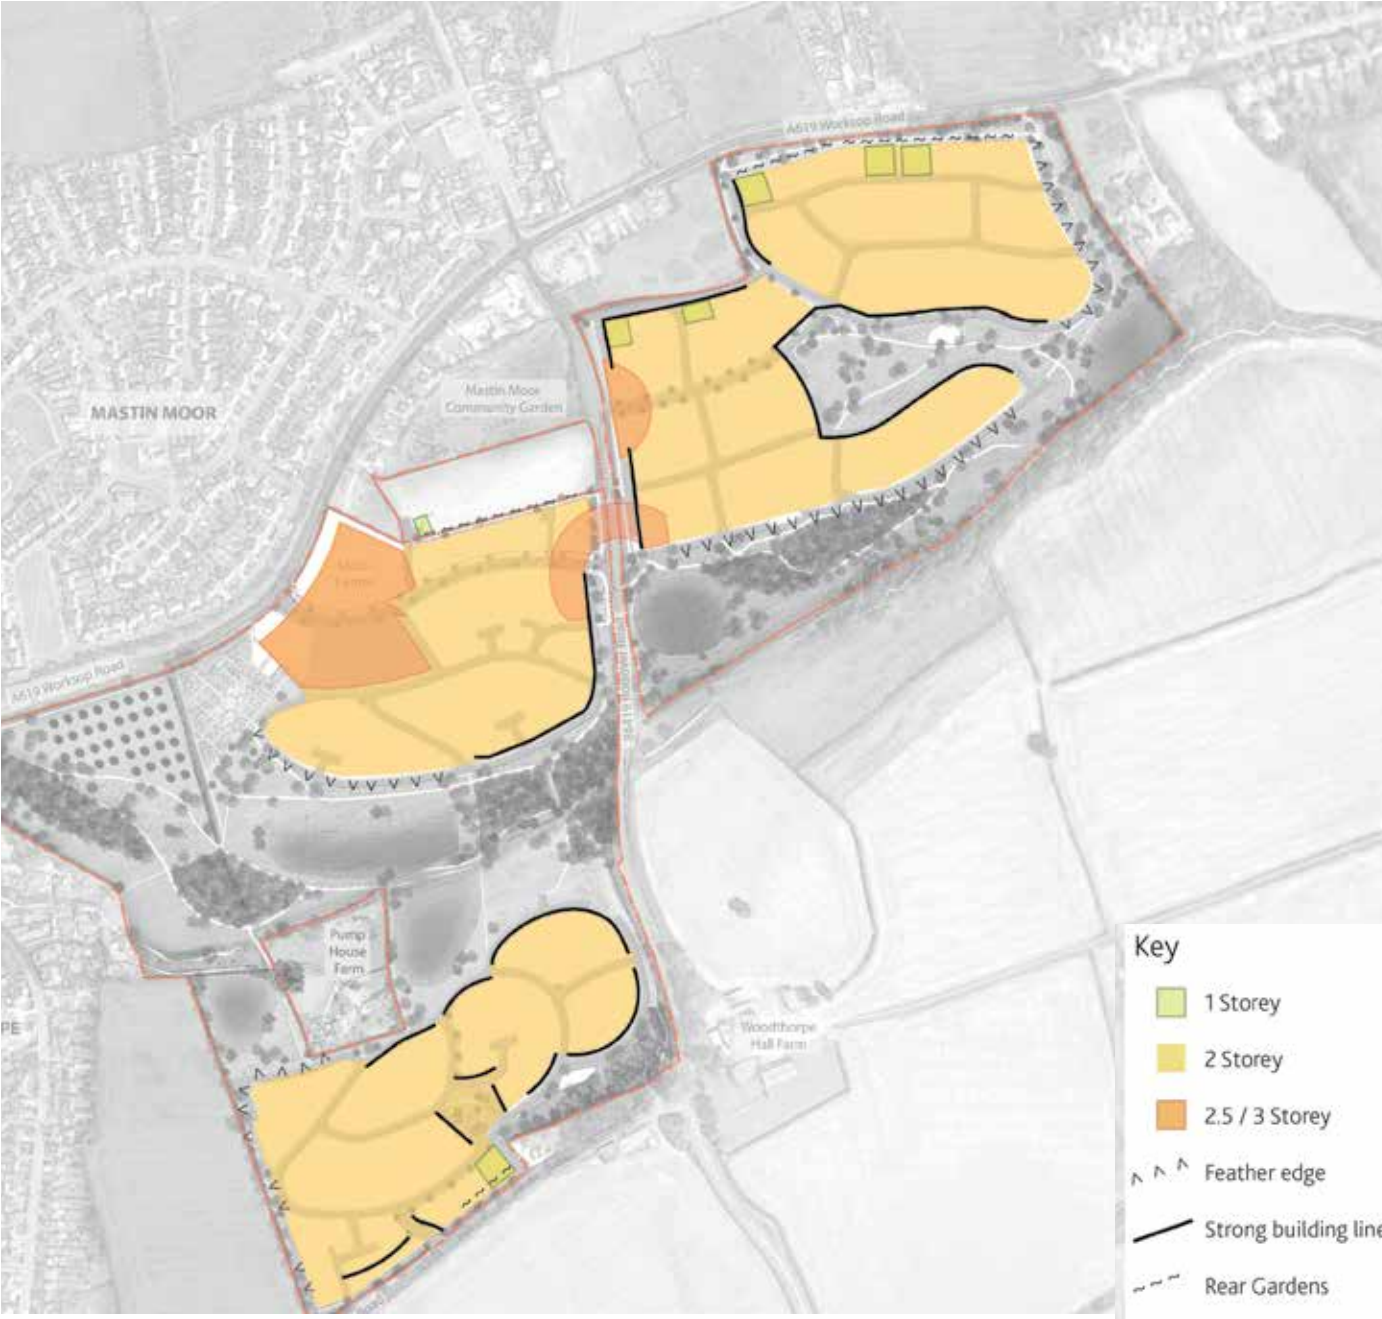 A619 Worksop Road
Mastin Moor
Community Garden
MASTIN MOOR
A619 Worksop Road
Pump
House
Farm
PE
Woodthorpe
Hall Farm
Key
1 Storey
2 Storey
2.5 / 3 Storey
Feather edge
Strong building line
Rear Gardens